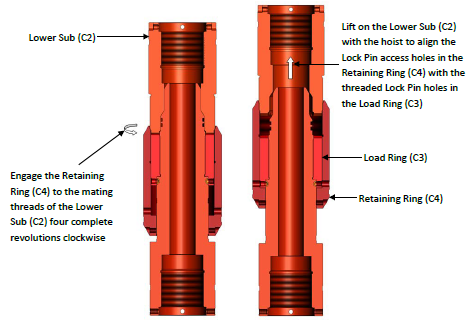 Lower Sub (C2)
Engage the Retaining
Ring (C4) to the mating
threads of the Lower
Sub (C2) four complete
revolutions clockwise
Lift on the Lower Sub (C2)
with the hoist to align the
Lock Pin access holes in the
Retaining Ring (C4) with the
threaded Lock Pin holes in
the Load Ring (C3)
Load Ring (C3)
Retaining Ring (C4)